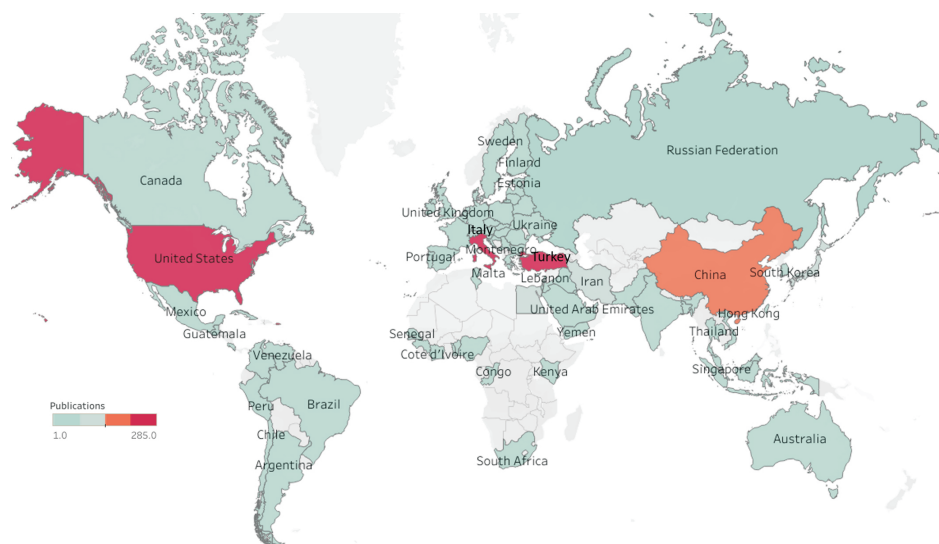 Sweden
Russian Federation
Finland
Canada
Estonia
United Kingdom
Ukraine
Italy
Montenegro
Turkey
United States
Portugal
Malta
Lebanon
Iran
China
South Korea
Mexico
United Arab Emirates
Hong Kong
Guatemala
Senegal
Yemen
Thailand
Venezuela
Cote d'Ivoire
Congo
Kenya
Singapore
Publications
1.0
285.0
Peru
Brazil
Chile
Australia
Argentina
South Africa